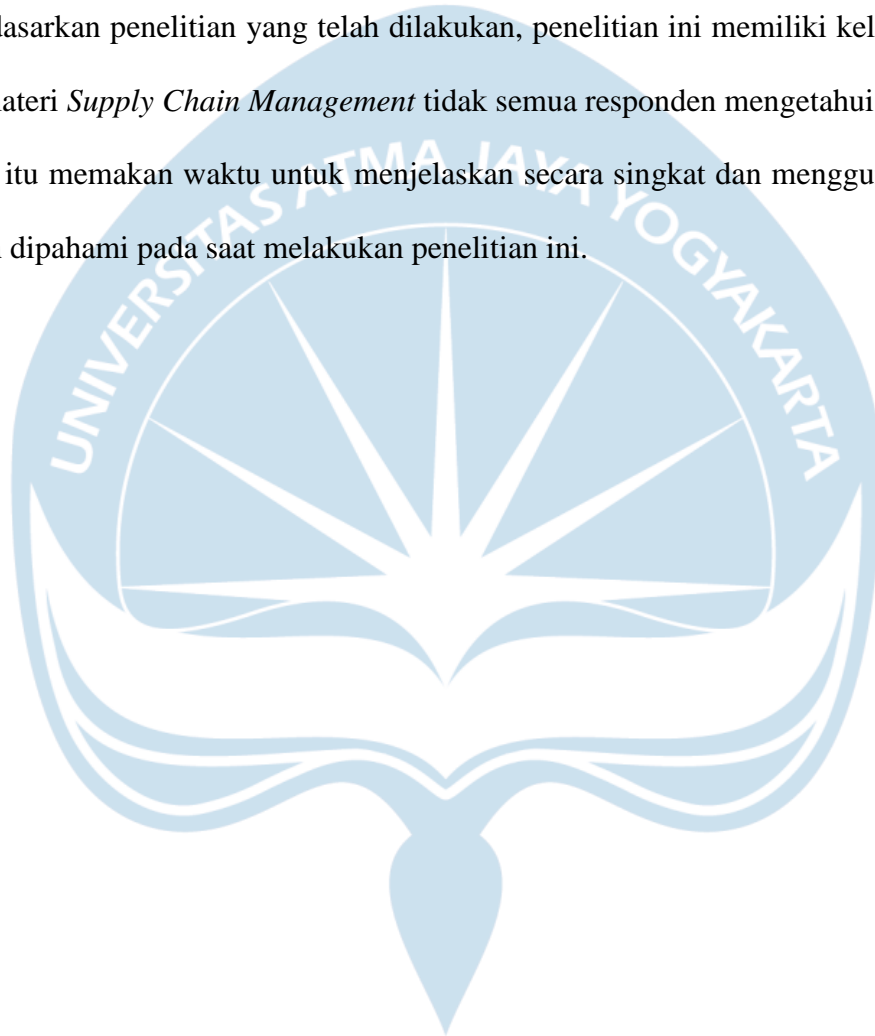 dasarkan penelitian yang telah dilakukan, penelitian ini memiliki kel
ateri Supply Chain Management tidak semua responden mengetahui
itu memakan waktu untuk menjelaskan secara singkat dan menggu
dipahami pada saat melakukan penelitian ini.
UNIVERSITAS ATMA JAYA YOGYAKARTA